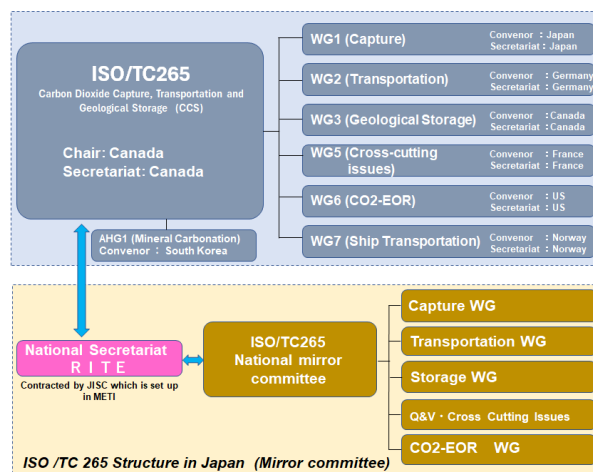 ISO/TC265
Carbon Dioxide Capture, Transportation and
Geological Storage (CCS)
Chair: Canada
Secretariat: Canada
AHG1 (Mineral Carbonation)
Convenor : South Korea
WG1 (Capture)
Convenor : Japan
Secretariat : Japan
WG2 (Transportation)
Convenor : Germany
Secretariat : Germany
WG3 (Geological Storage)
Convenor : Canada
Secretariat : Canada
WG5 (Cross-cutting
issues)
Convenor : France
Secretariat : France
WG6 (CO2-EOR)
Convenor : US
Secretariat : US
WG7 (Ship Transportation)
Convenor : Norway
Secretariat : Norway
National Secretariat
R I T E
Contracted by JISC which is set up
in METI
ISO/TC265
National mirror
committee
Capture WG
Transportation WG
Storage WG
Q&V・Cross Cutting Issues
CO2-EOR WG
ISO /TC 265 Structure in Japan (Mirror committee)